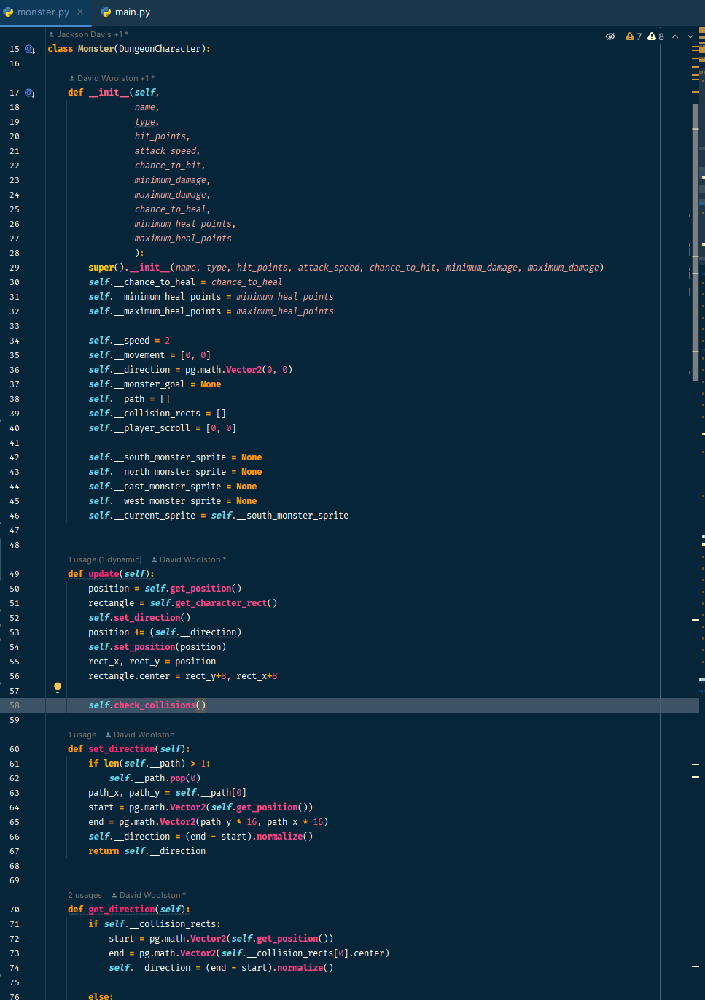 monster.py × main.py
Jackson Davis +1 *
7 8
15 class Monster(DungeonCharacter):
16
David Woolston +1 *
17 def __init__(self,
18 name,
19 type,
20 hit_points,
21 attack_speed,
22 chance_to_hit,
23 minimum_damage,
24 maximum_damage,
25 chance_to_heal,
26 minimum_heal_points,
27 maximum_heal_points
28 ):
29 super().__init__(name, type, hit_points, attack_speed, chance_to_hit, minimum_damage, maximum_damage)
30 self.__chance_to_heal = chance_to_heal
31 self.__minimum_heal_points = minimum_heal_points
32 self.__maximum_heal_points = maximum_heal_points
33
34 self.__speed = 2
35 self.__movement = [0, 0]
36 self.__direction = pg.math.Vector2(0, 0)
37 self.__monster_goal = None
38 self.__path = []
39 self.__collision_rects = []
40 self.__player_scroll = [0, 0]
41
42 self.__south_monster_sprite = None
43 self.__north_monster_sprite = None
44 self.__east_monster_sprite = None
45 self.__west_monster_sprite = None
46 self.__current_sprite = self.__south_monster_sprite
47
48
1 usage (1 dynamic) David Woolston *
49 def update(self):
50 position = self.get_position()
51 rectangle = self.get_character_rect()
52 self.set_direction()
53 position += (self.__direction)
54 self.set_position(position)
55 rect_x, rect_y = position
56 rectangle.center = rect_y+8, rect_x+8
57
58 self.check_collisions()
59
1 usage David Woolston
60 def set_direction(self):
61 if len(self.__path) > 1:
62 self.__path.pop(0)
63 path_x, path_y = self.__path[0]
64 start = pg.math.Vector2(self.get_position())
65 end = pg.math.Vector2(path_y * 16, path_x * 16)
66 self.__direction = (end - start).normalize()
67 return self.__direction
68
69
2 usages David Woolston *
70 def get_direction(self):
71 if self.__collision_rects:
72 start = pg.math.Vector2(self.get_position())
73 end = pg.math.Vector2(self.__collision_rects[0].center)
74 self.__direction = (end - start).normalize()
75
76 else: